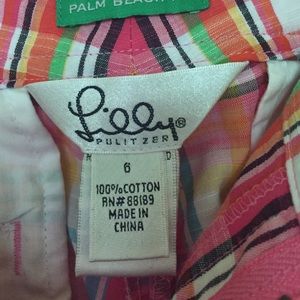 PALM BEACH
Lilly®
PULITZER
6
100% COTTON
RN# 88189
MADE IN
CHINA